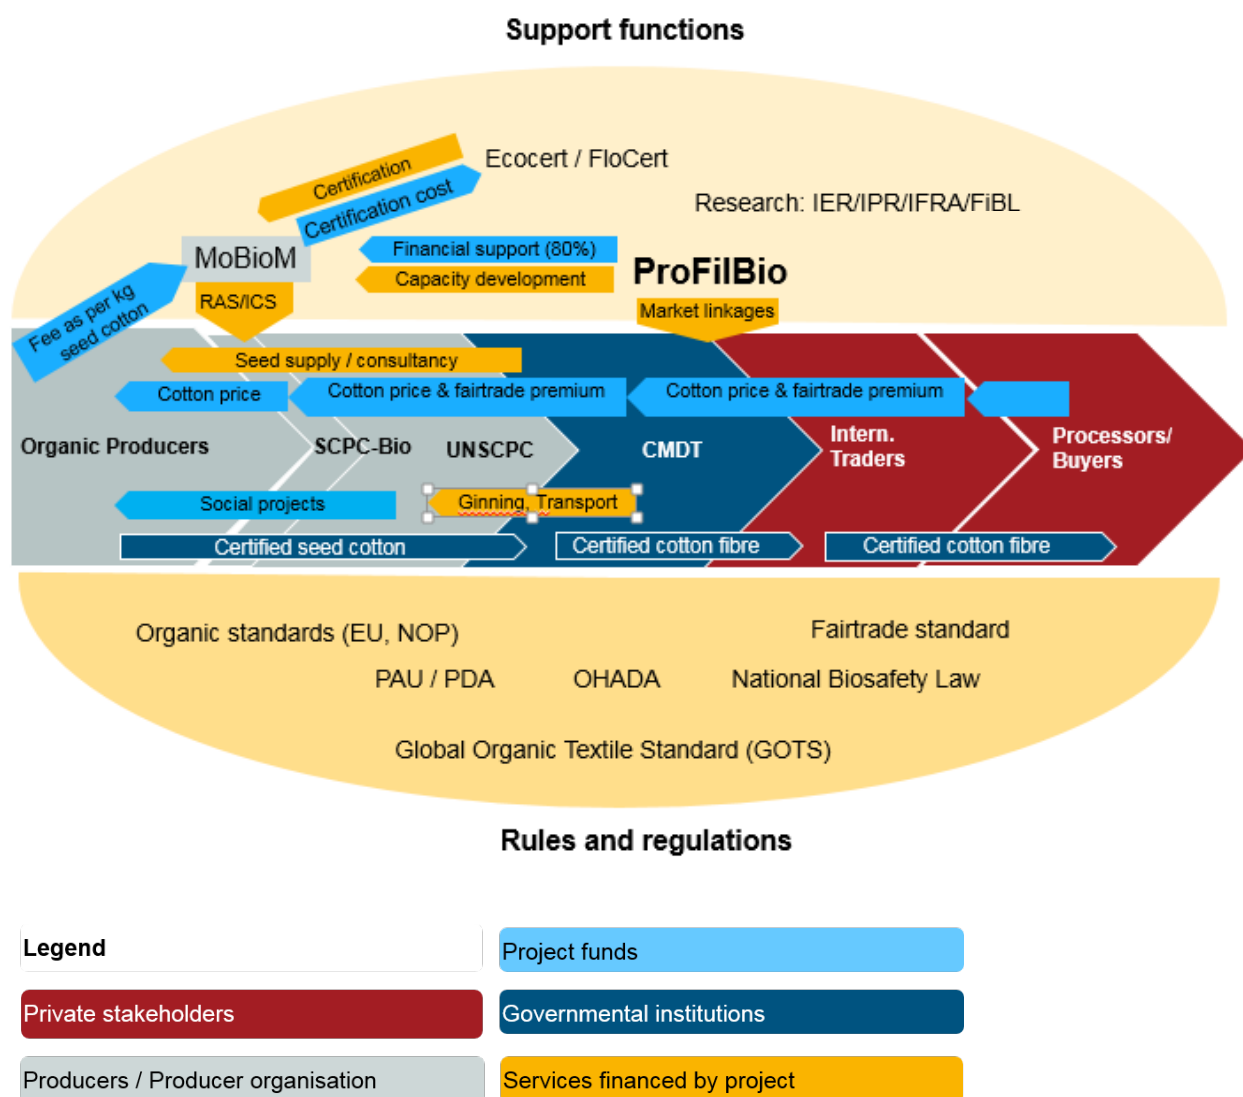 Support functions
Certification
Certification cost
Ecocert / FloCert
Research: IER/IPR/IFRA/FiBL
MoBioM
Financial support (80%)
Capacity development
ProFilBio
Fee as per kg
seed cotton
RAS/ICS
Market linkages
Seed supply / consultancy
Cotton price
Cotton price & fairtrade premium
Cotton price & fairtrade premium
Organic Producers
SCPC-Bio
UNSCPC
CMDT
Intern.
Traders
Processors/
Buyers
Social projects
Ginning, Transport
Certified seed cotton
Certified cotton fibre
Certified cotton fibre
Organic standards (EU, NOP)
Fairtrade standard
PAU / PDA
OHADA
National Biosafety Law
Global Organic Textile Standard (GOTS)
Rules and regulations
Legend
Project funds
Private stakeholders
Governmental institutions
Producers / Producer organisation
Services financed by project